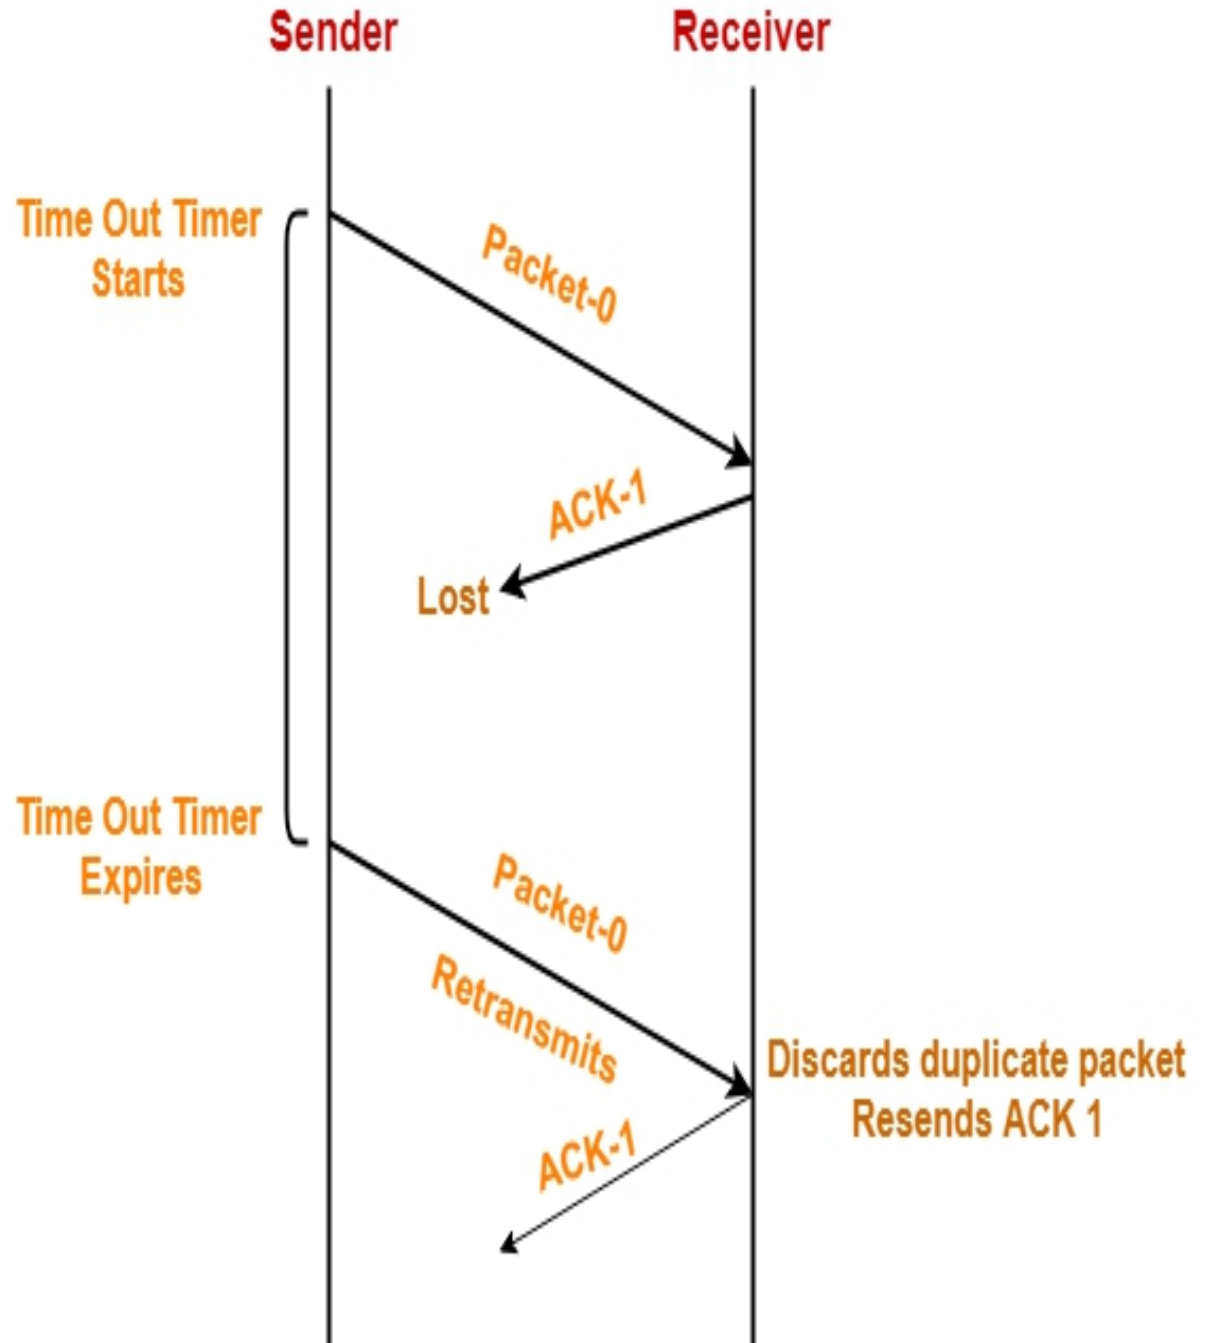 Sender
Receiver
Time Out Timer
Starts
Packet-0
ACK-1
Lost
Time Out Timer
Expires
Packet-0
Retransmits
Discards duplicate packet
Resends ACK 1
ACK-1